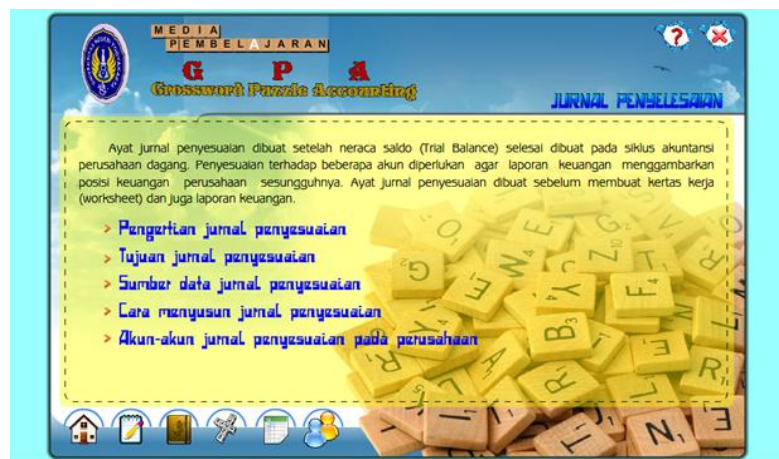 MEDIA
PEMBELAJARAN
G P A
Crossword Puzzle Accounting
JURNAL PENYELESAIAN
Ayat jurnal penyesuaian dibuat setelah neraca saldo (Trial Balance) selesai dibuat pada siklus akuntansi
perusahaan dagang. Penyesuaian terhadap beberapa akun diperlukan agar laporan keuangan menggambarkan
posisi keuangan perusahaan sesungguhnya. Ayat jurnal penyesuaian dibuat sebelum membuat kertas kerja
(worksheet) dan juga laporan keuangan.
> Pengertian jurnal penyesuaian
> Tujuan jurnal penyesuaian
> Sumber data jurnal penyesuaian
> Cara menyusun jurnal penyesuaian
> Akun-akun jurnal penyesuaian pada perusahaan